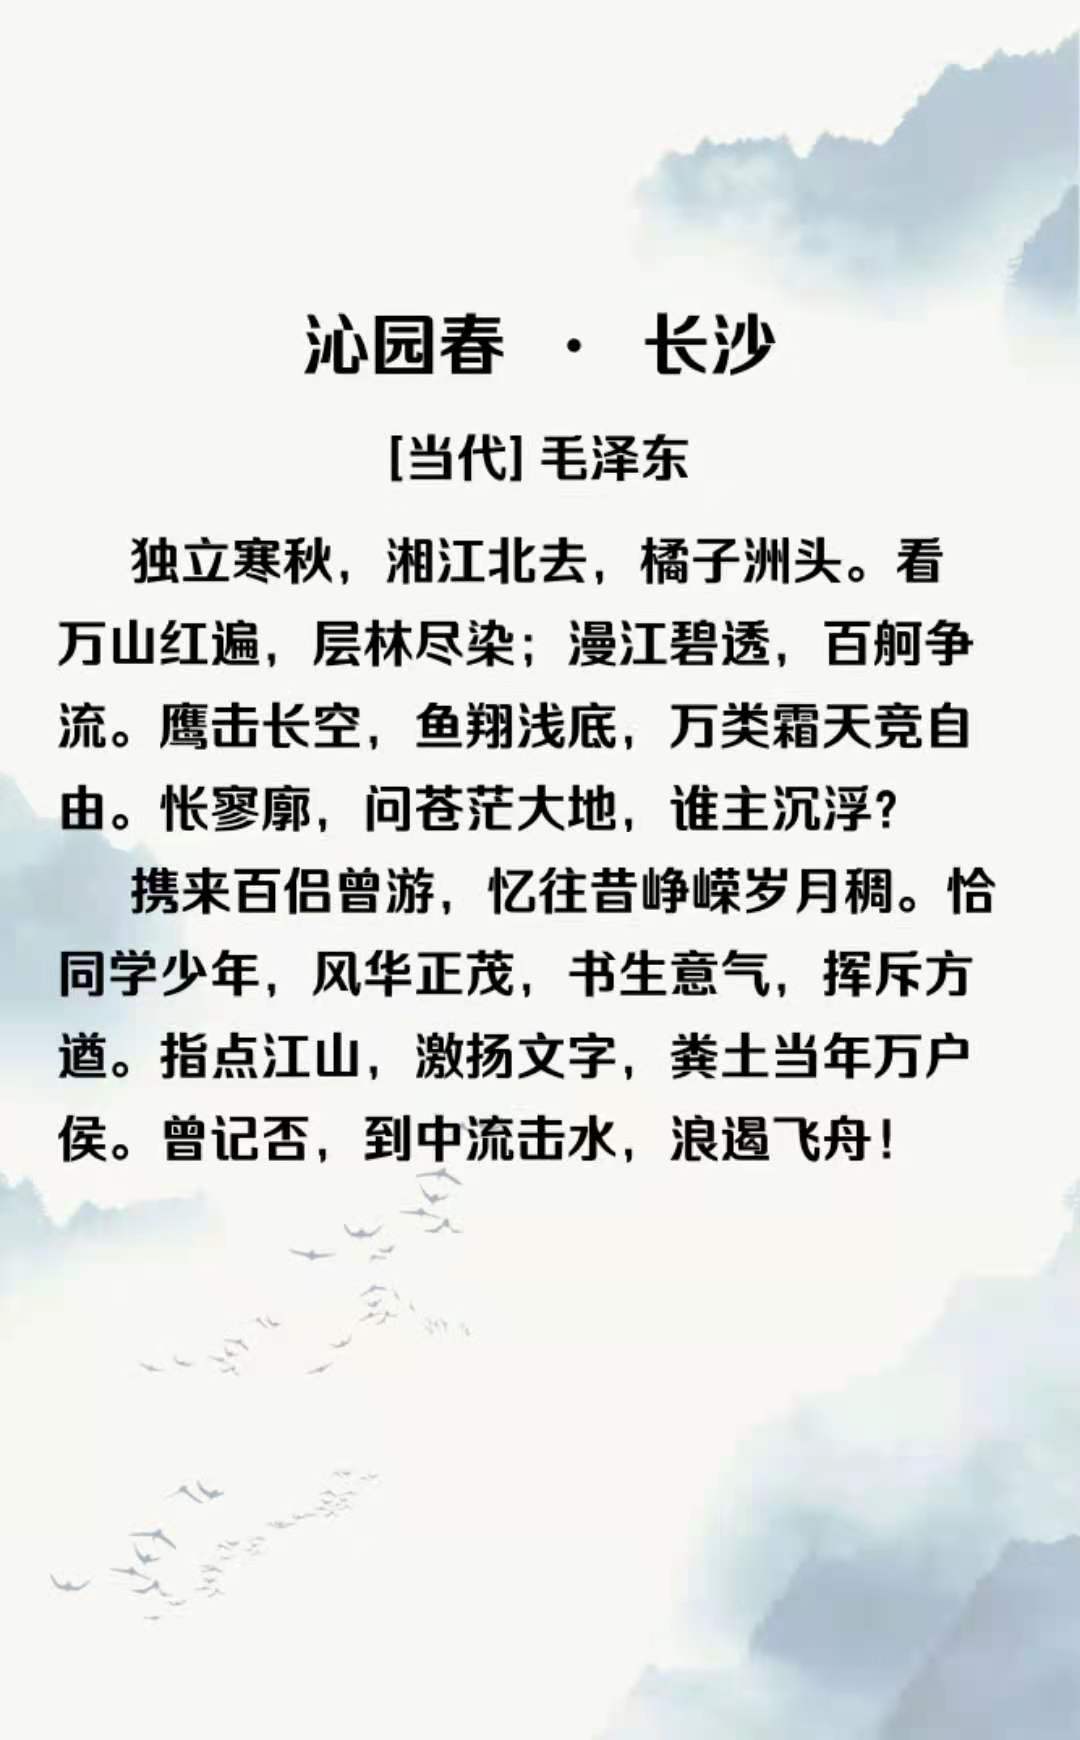 沁园春 · 长沙
[当代] 毛泽东
独立寒秋，湘江北去，橘子洲头。看
万山红遍，层林尽染；漫江碧透，百舸争
流。鹰击长空，鱼翔浅底，万类霜天竞自
由。怅寥廓，问苍茫大地，谁主沉浮？
携来百侣曾游，忆往昔峥嵘岁月稠。恰
同学少年，风华正茂，书生意气，挥斥方
遒。指点江山，激扬文字，粪土当年万户
侯。曾记否，到中流击水，浪遏飞舟！